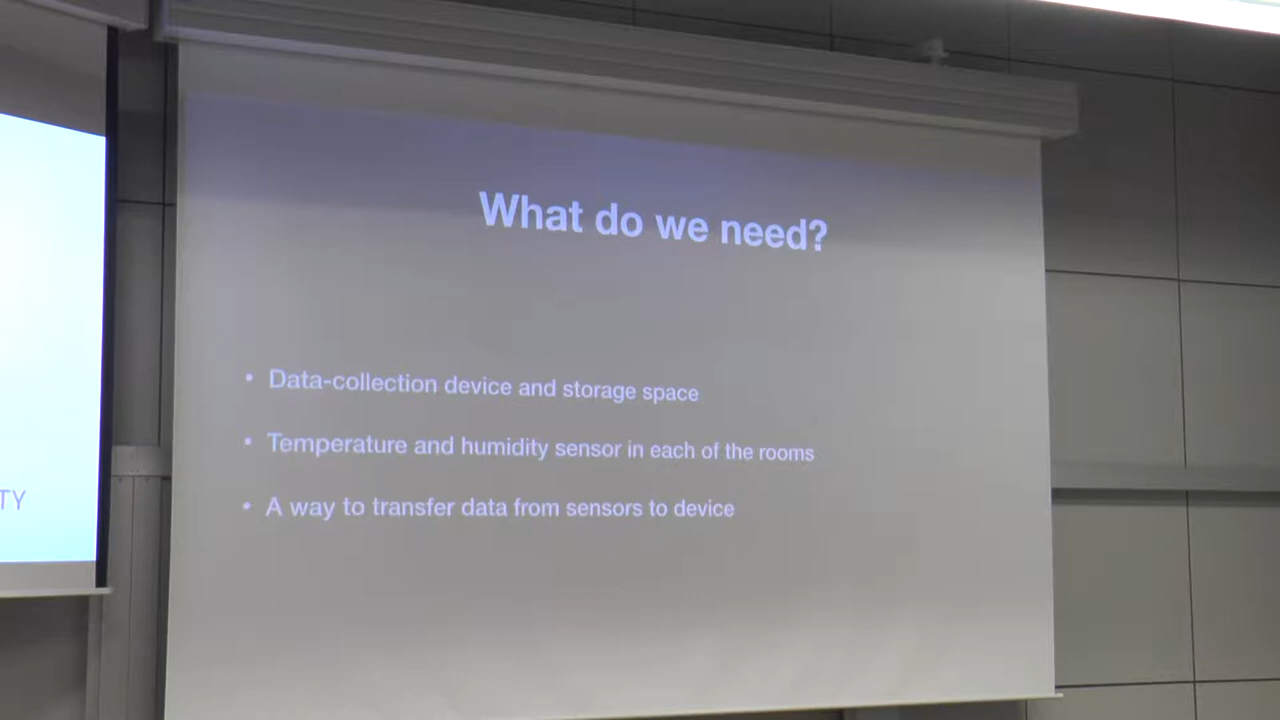 What do we need?
• Data-collection device and storage space
• Temperature and humidity sensor in each of the rooms
• A way to transfer data from sensors to device
TY